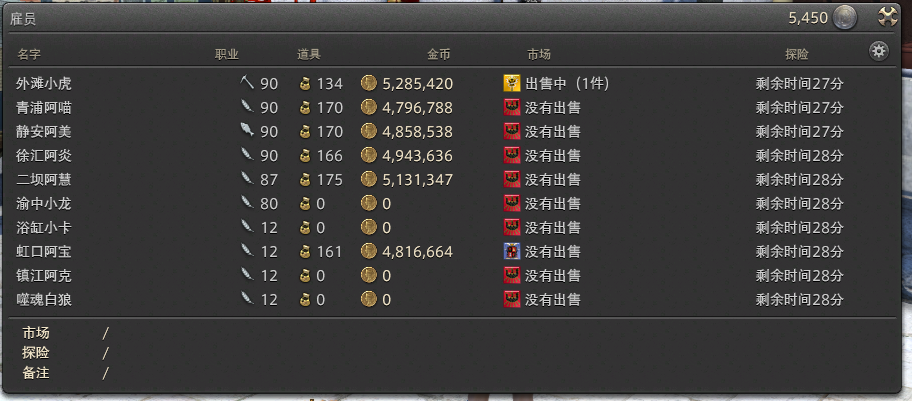 雇员 5,450
名字 职业 道具 金币 市场 探险
外滩小虎 90 134 5,285,420 出售中（1件） 剩余时间27分
青浦阿喵 90 170 4,796,788 没有出售 剩余时间27分
静安阿美 90 170 4,858,538 没有出售 剩余时间27分
徐汇阿炎 90 166 4,943,636 没有出售 剩余时间28分
二坝阿慧 87 175 5,131,347 没有出售 剩余时间28分
渝中小龙 80 0 0 没有出售 剩余时间28分
浴缸小卡 12 0 0 没有出售 剩余时间28分
虹口阿宝 12 161 4,816,664 没有出售 剩余时间28分
镇江阿克 12 0 0 没有出售 剩余时间28分
噬魂白狼 12 0 0 没有出售 剩余时间28分
市场 /
探险 /
备注 /